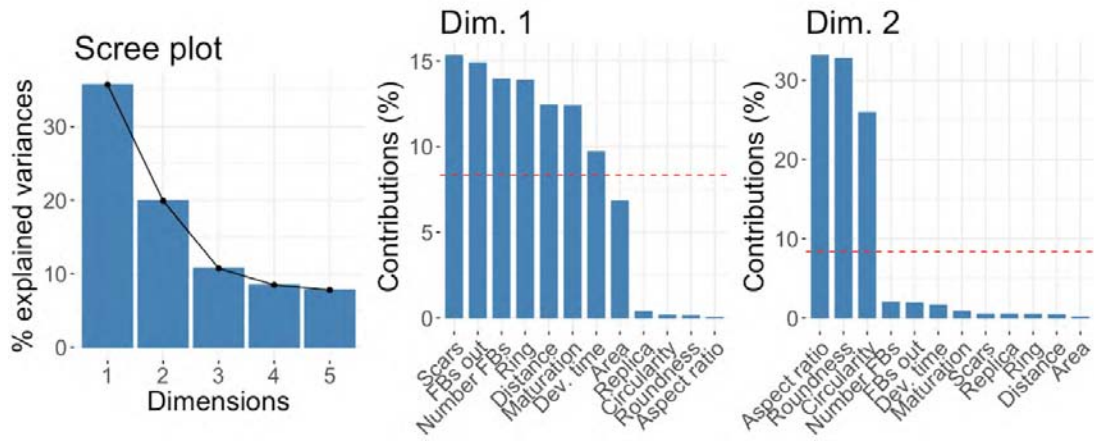 Scree plot
% explained variances
30
20
10
0
1 2 3 4 5
Dimensions
Dim. 1
Contributions (%)
15
10
5
0
Scars
FBs out
Number FBs
Ring
Distance
Maturation
Dev. time
Area
Replica
Circularity
Roundness
Aspect ratio
Dim. 2
Contributions (%)
30
20
10
0
Aspect ratio
Roundness
Circularity
Number FBs
FBs out
Dev. time
Maturation
Scars
Replica
Ring
Distance
Area